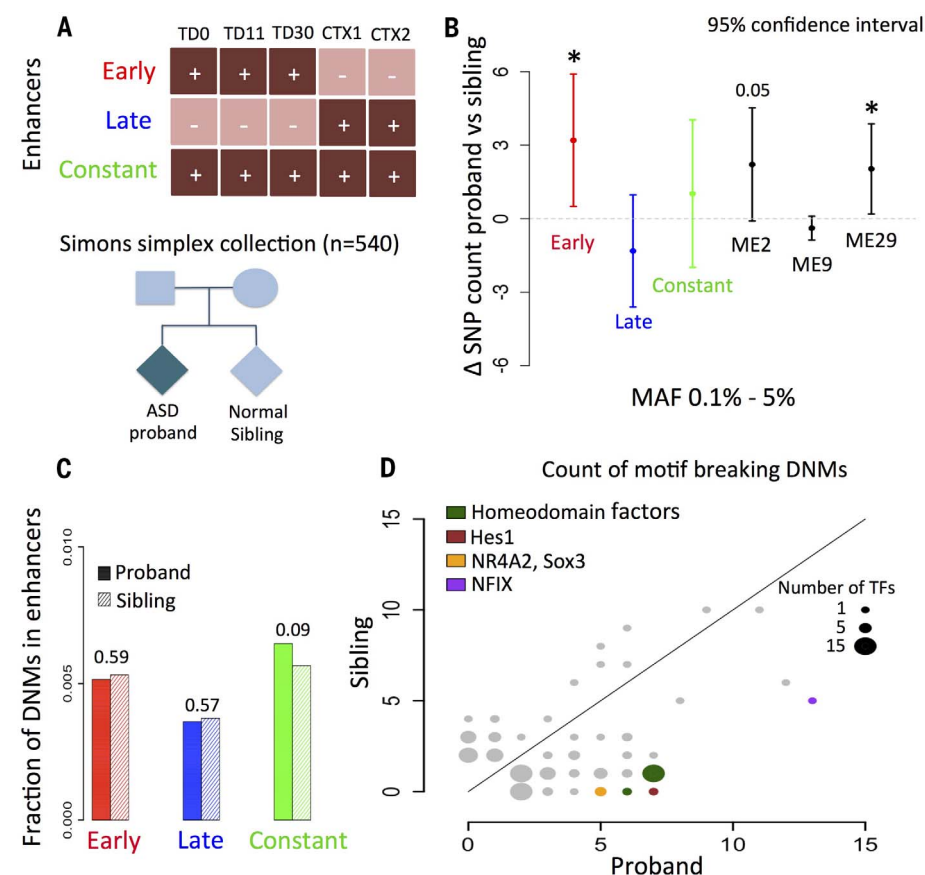 A
TD0 TD11 TD30 CTX1 CTX2
Enhancers
Early + + + - -
Late - - - + +
Constant + + + + +
Simons simplex collection (n=540)
ASD
proband
Normal
Sibling
B
95% confidence interval
Δ SNP count proband vs sibling
6
3
0
-3
-6
*
Early
Late
Constant
0.05
ME2
ME9
*
ME29
MAF 0.1% - 5%
C
Fraction of DNMs in enhancers
0.010
0.005
0.000
Proband
Sibling
0.59
0.57
0.09
Early Late Constant
D
Count of motif breaking DNMs
Sibling
15
10
5
0
Homeodomain factors
Hes1
NR4A2, Sox3
NFIX
Number of TFs
1
5
15
0 5 10 15
Proband